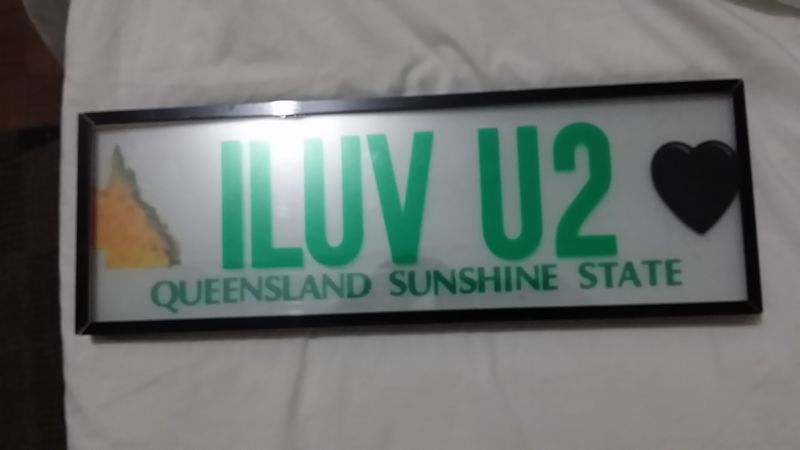 ILUV U2
QUEENSLAND SUNSHINE STATE